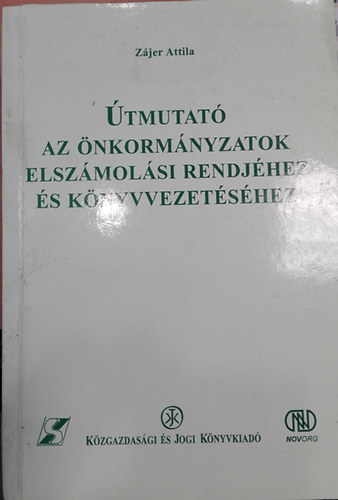 Zájer Attila
ÚTMUTATÓ
AZ ÖNKORMÁNYZATOK
ELSZÁMOLÁSI RENDJÉHEZ
ÉS KÖNYVVEZETÉSÉHEZ
KÖZGAZDASÁGI ÉS JOGI KÖNYVKIADÓ
NOVORG